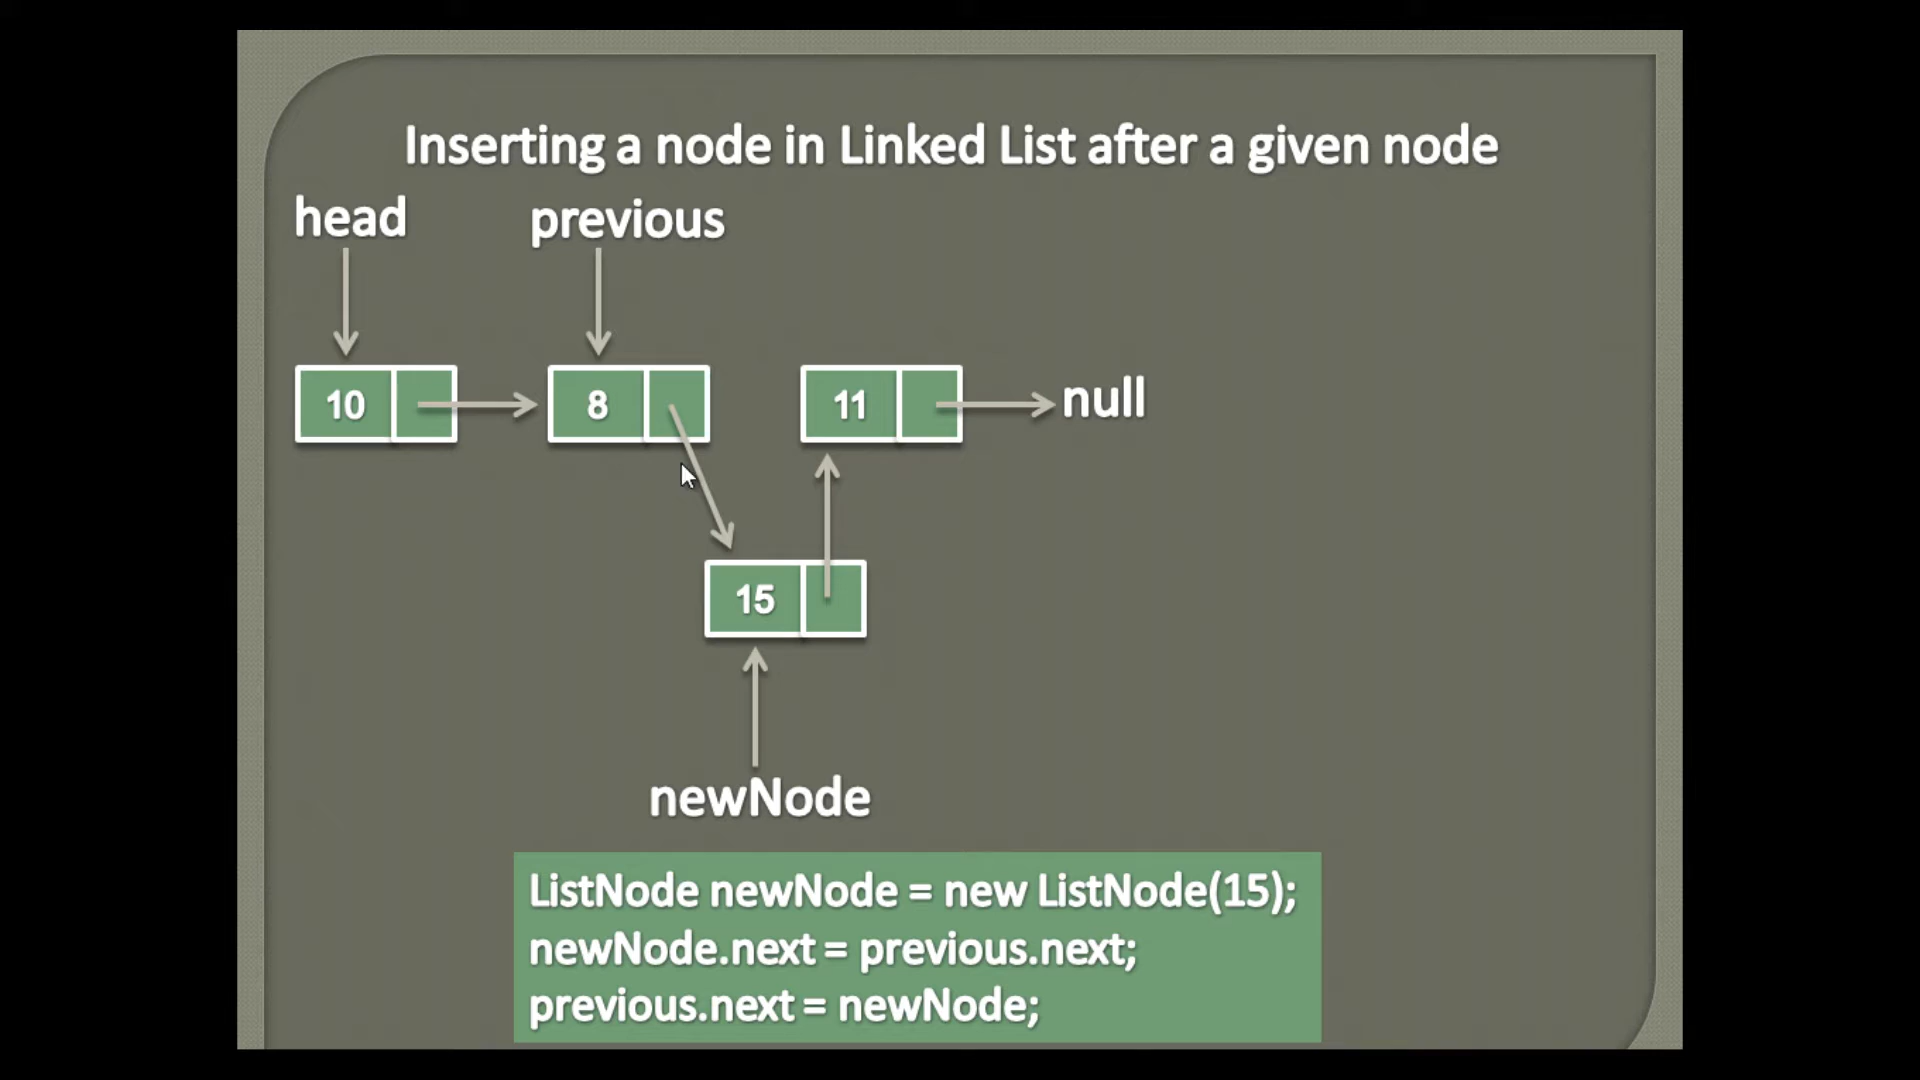 Inserting a node in Linked List after a given node
head
previous
10
8
11
null
15
newNode
ListNode newNode = new ListNode(15);
newNode.next = previous.next;
previous.next = newNode;